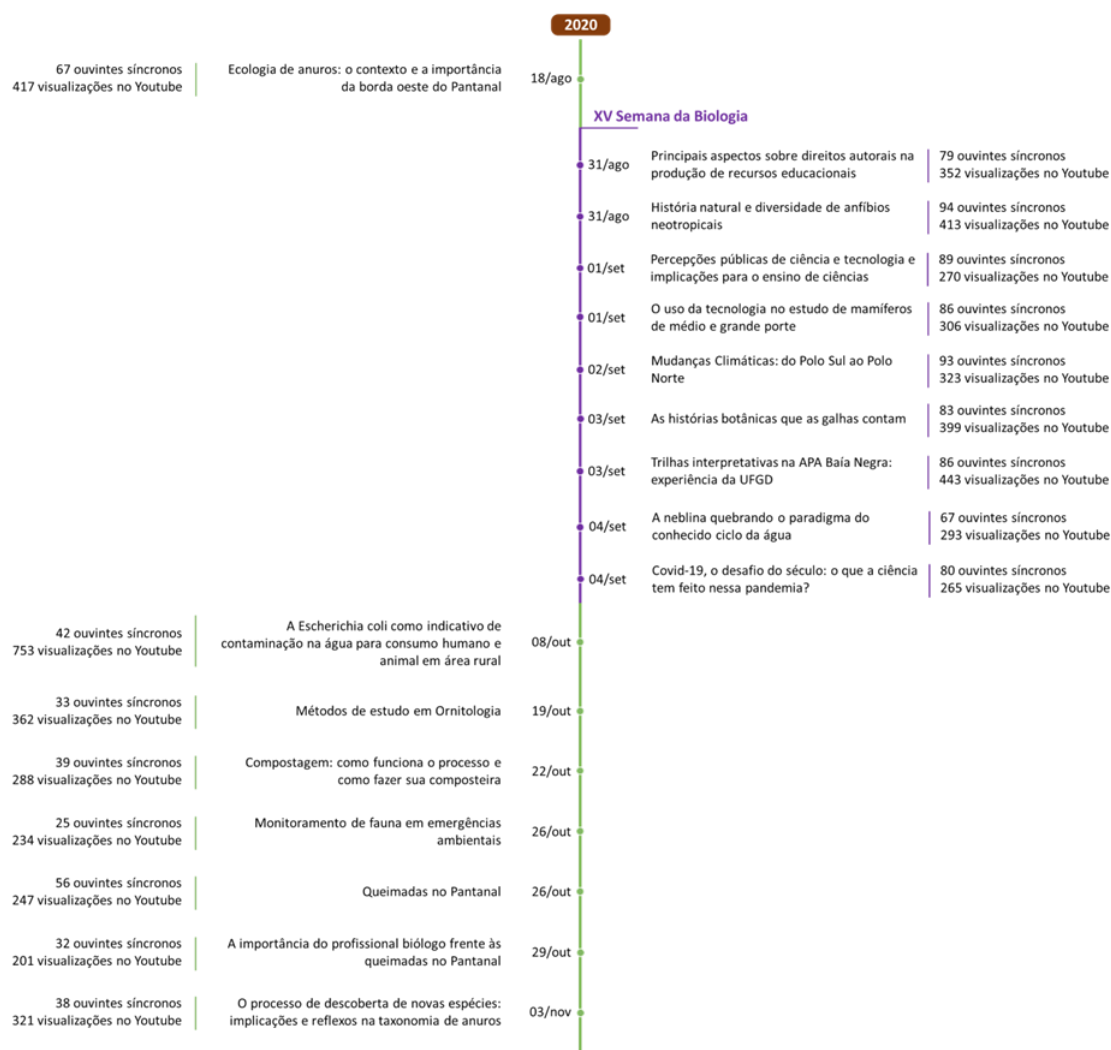 2020
67 ouvintes síncronos
417 visualizações no Youtube
Ecologia de anuros: o contexto e a importância
da borda oeste do Pantanal
18/ago
XV Semana da Biologia
31/ago
Principais aspectos sobre direitos autorais na
produção de recursos educacionais
79 ouvintes síncronos
352 visualizações no Youtube
31/ago
História natural e diversidade de anfíbios
neotropicais
94 ouvintes síncronos
413 visualizações no Youtube
01/set
Percepções públicas de ciência e tecnologia e
implicações para o ensino de ciências
89 ouvintes síncronos
270 visualizações no Youtube
01/set
O uso da tecnologia no estudo de mamíferos
de médio e grande porte
86 ouvintes síncronos
306 visualizações no Youtube
02/set
Mudanças Climáticas: do Polo Sul ao Polo
Norte
93 ouvintes síncronos
323 visualizações no Youtube
03/set
As histórias botânicas que as galhas contam
83 ouvintes síncronos
399 visualizações no Youtube
03/set
Trilhas interpretativas na APA Baía Negra:
experiência da UFGD
86 ouvintes síncronos
443 visualizações no Youtube
04/set
A neblina quebrando o paradigma do
conhecido ciclo da água
67 ouvintes síncronos
293 visualizações no Youtube
04/set
Covid-19, o desafio do século: o que a ciência
tem feito nessa pandemia?
80 ouvintes síncronos
265 visualizações no Youtube
42 ouvintes síncronos
753 visualizações no Youtube
A Escherichia coli como indicativo de
contaminação na água para consumo humano e
animal em área rural
08/out
33 ouvintes síncronos
362 visualizações no Youtube
Métodos de estudo em Ornitologia
19/out
39 ouvintes síncronos
288 visualizações no Youtube
Compostagem: como funciona o processo e
como fazer sua composteira
22/out
25 ouvintes síncronos
234 visualizações no Youtube
Monitoramento de fauna em emergências
ambientais
26/out
56 ouvintes síncronos
247 visualizações no Youtube
Queimadas no Pantanal
26/out
32 ouvintes síncronos
201 visualizações no Youtube
A importância do profissional biólogo frente às
queimadas no Pantanal
29/out
38 ouvintes síncronos
321 visualizações no Youtube
O processo de descoberta de novas espécies:
implicações e reflexos na taxonomia de anuros
03/nov